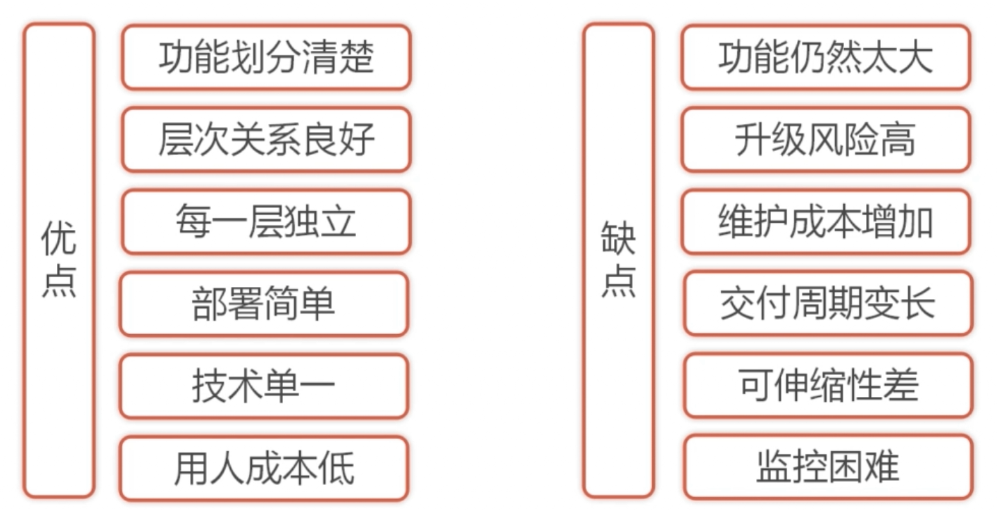 优点
功能划分清楚
层次关系良好
每一层独立
部署简单
技术单一
用人成本低
缺点
功能仍然太大
升级风险高
维护成本增加
交付周期变长
可伸缩性差
监控困难